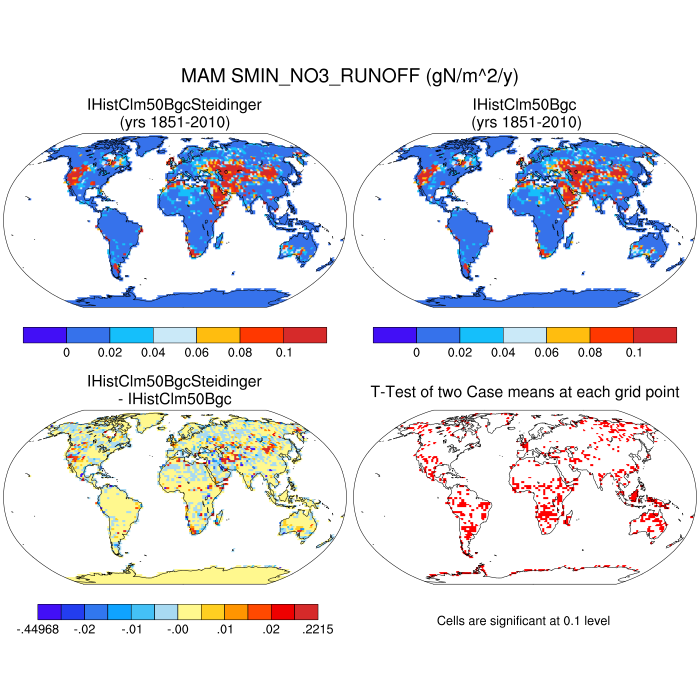 MAM SMIN_NO3_RUNOFF (gN/m^2/y)
IHistClm50BgcSteidinger
(yrs 1851-2010)
IHistClm50Bgc
(yrs 1851-2010)
0 0.02 0.04 0.06 0.08 0.1
0 0.02 0.04 0.06 0.08 0.1
IHistClm50BgcSteidinger
- IHistClm50Bgc
T-Test of two Case means at each grid point
-.44968 -.02 -.01 -.00 .01 .02 .2215
Cells are significant at 0.1 level